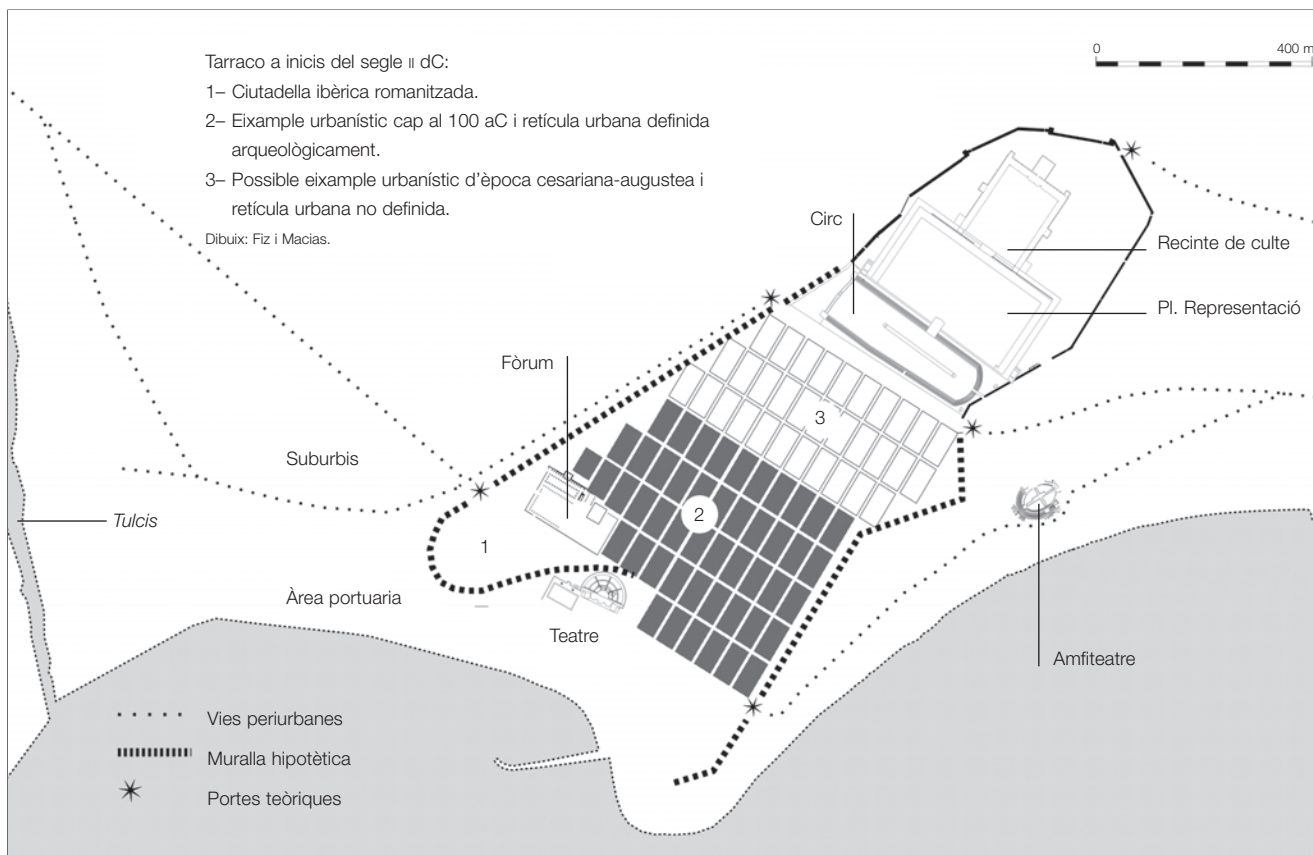 Tarraco a inicis del segle II dC:
1– Ciutadella ibèrica romanitzada.
2– Eixample urbanístic cap al 100 aC i retícula urbana definida
arqueològicament.
3– Possible eixample urbanístic d'època cesariana-augustea i
retícula urbana no definida.
Dibuix: Fiz i Macias.
0 400 m
Circ
Recinte de culte
Pl. Representació
Fòrum
3
Suburbis
2
Tulcis
1
Àrea portuaria
Teatre
Amfiteatre
Vies periurbanes
Muralla hipotètica
Portes teòriques